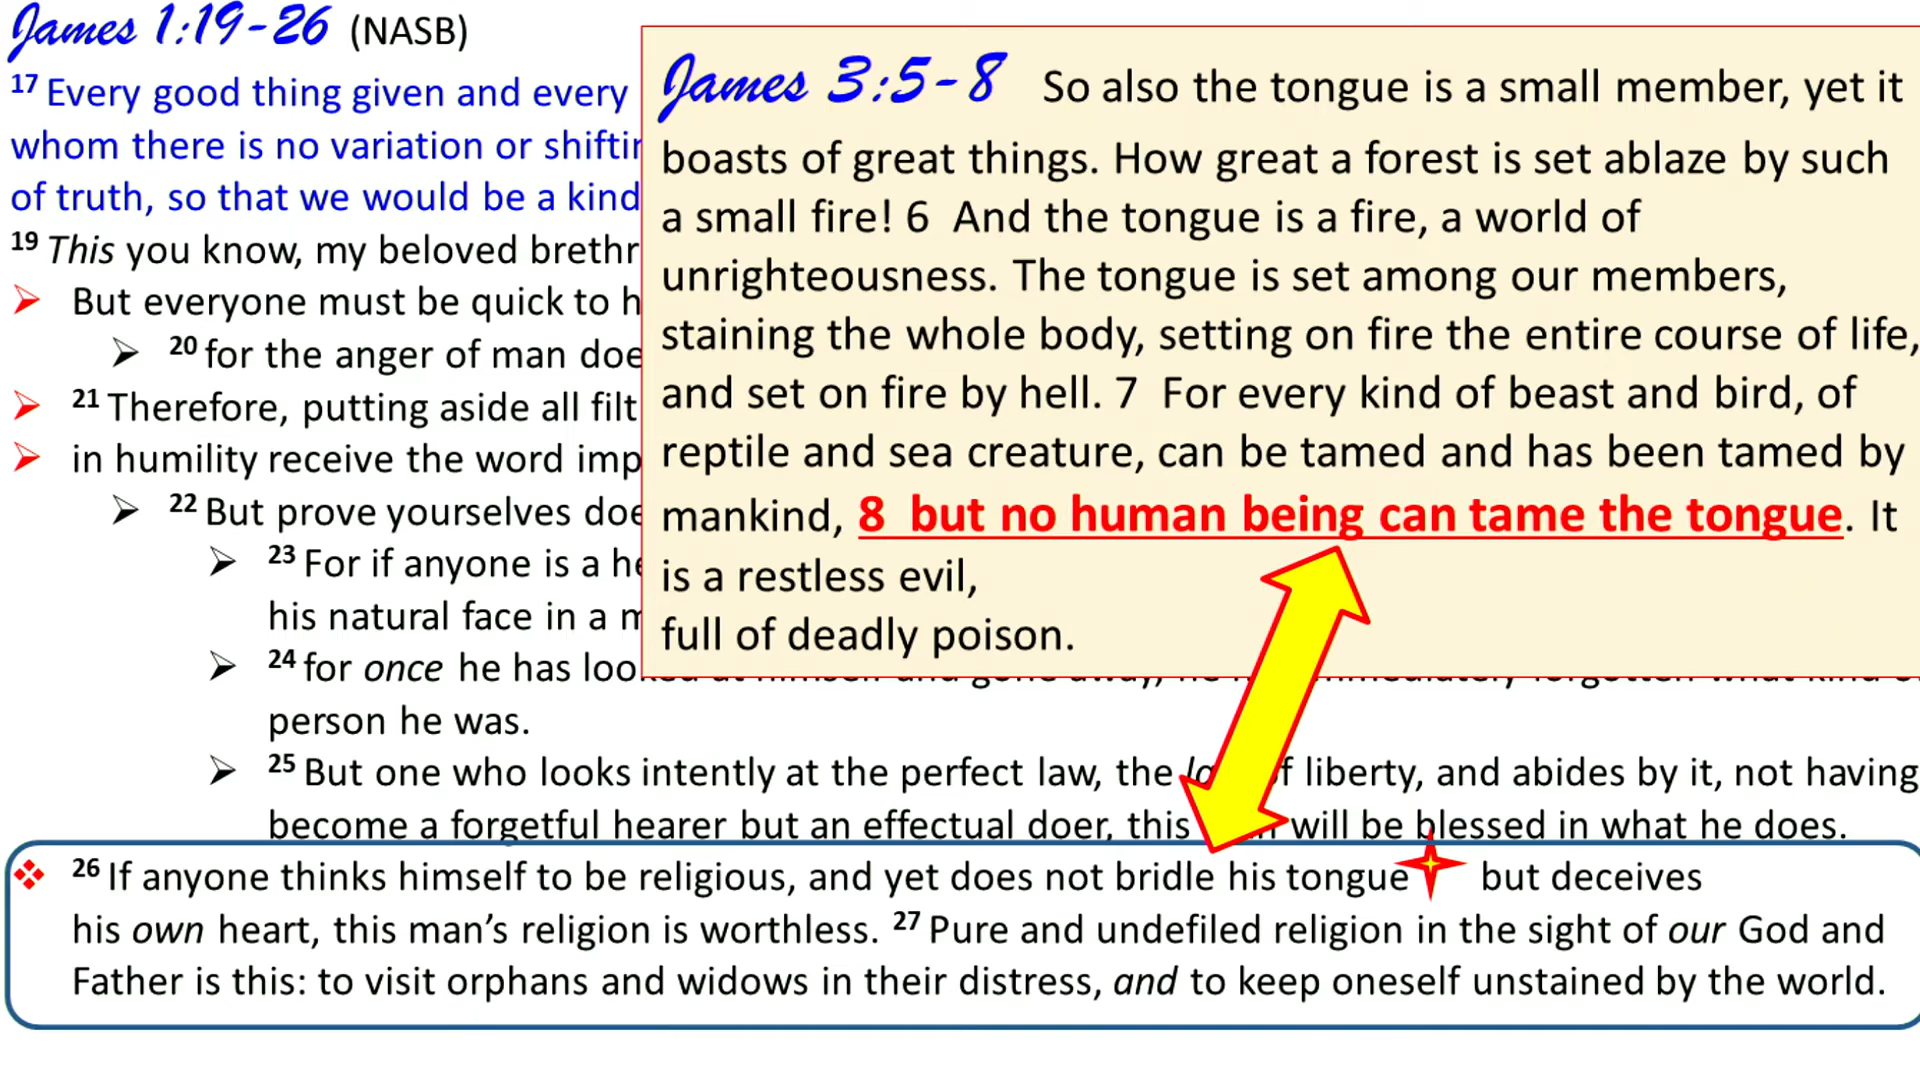 James 1:19-26 (NASB)
17 Every good thing given and every
whom there is no variation or
of truth, so that we would be a kind
19 This you know, my beloved
But everyone must be quick to
20 for the anger of man
21 Therefore, putting aside all
in humility receive the word
22 But prove yourselves
23 For if anyone is a
his natural face in a
24 for once he has
person he was.
25 But one who looks intently at the perfect law, the of liberty, and abides by it, not having
become a forgetful hearer but an effectual doer, this will be blessed in what he does.
26 If anyone thinks himself to be religious, and yet does not bridle his tongue but deceives
his own heart, this man’s religion is worthless. 27 Pure and undefiled religion in the sight of our God and
Father is this: to visit orphans and widows in their distress, and to keep oneself unstained by the world.
James 3:5-8 So also the tongue is a small member, yet it
boasts of great things. How great a forest is set ablaze by such
a small fire! 6 And the tongue is a fire, a world of
unrighteousness. The tongue is set among our members,
staining the whole body, setting on fire the entire course of life,
and set on fire by hell. 7 For every kind of beast and bird, of
reptile and sea creature, can be tamed and has been tamed by
mankind, 8 but no human being can tame the tongue. It
is a restless evil,
full of deadly poison.